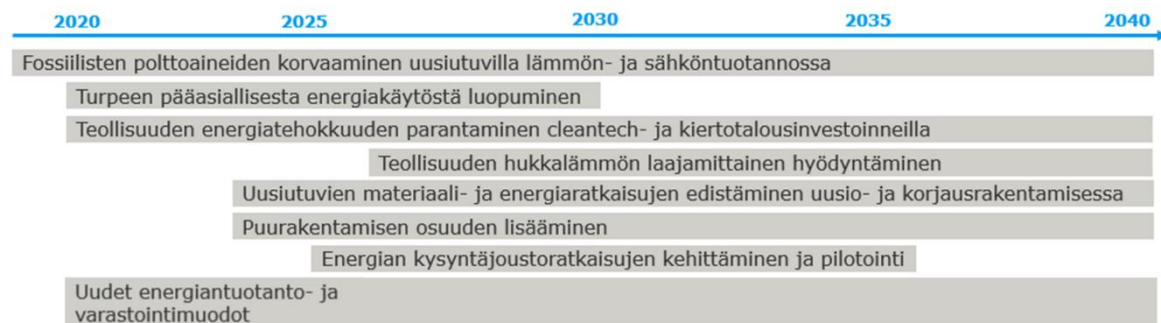 2020 2025 2030 2035 2040
Fossiilisten polttoaineiden korvaaminen uusiutuvilla lämmön- ja sähköntuotannossa
Turpeen pääasiallisesta energiakäytöstä luopuminen
Teollisuuden energiatehokkuuden parantaminen cleantech- ja kiertotalousinvestoinneilla
Teollisuuden hukkalämmön laajamittainen hyödyntäminen
Uusiutuvien materiaali- ja energiaratkaisujen edistäminen uusio- ja korjausrakentamisessa
Puurakentamisen osuuden lisääminen
Energian kysyntäjoustoratkaisujen kehittäminen ja pilotointi
Uudet energiantuotanto- ja
varastointimuodot